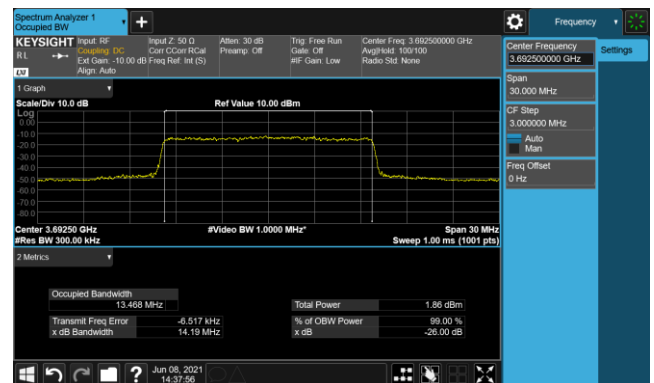 Spectrum Analyzer 1
Occupied BW
Frequency
KEYSIGHT
R L
LXI
Input: RF
Coupling: DC
Ext Gain: -10.00 dB
Align: Auto
Input Z: 50 Ω
Corr CCorr RCal
Freq Ref: Int (S)
Atten: 30 dB
Preamp: Off
Trig: Free Run
Gate: Off
#IF Gain: Low
Center Freq: 3.692500000 GHz
Avg|Hold: 100/100
Radio Std: None
Center Frequency
3.692500000 GHz
Settings
Span
30.000 MHz
CF Step
3.000000 MHz
Auto
Man
Freq Offset
0 Hz
1 Graph
Scale/Div 10.0 dB
Ref Value 10.00 dBm
Log
0.00
-10.0
-20.0
-30.0
-40.0
-50.0
-60.0
-70.0
-80.0
Center 3.69250 GHz
#Video BW 1.0000 MHz*
Span 30 MHz
#Res BW 300.00 kHz
Sweep 1.00 ms (1001 pts)
2 Metrics
Occupied Bandwidth
13.468 MHz
Total Power 1.86 dBm
Transmit Freq Error -6.517 kHz
% of OBW Power 99.00 %
x dB Bandwidth 14.19 MHz
x dB -26.00 dB
?
Jun 08, 2021
14:37:56